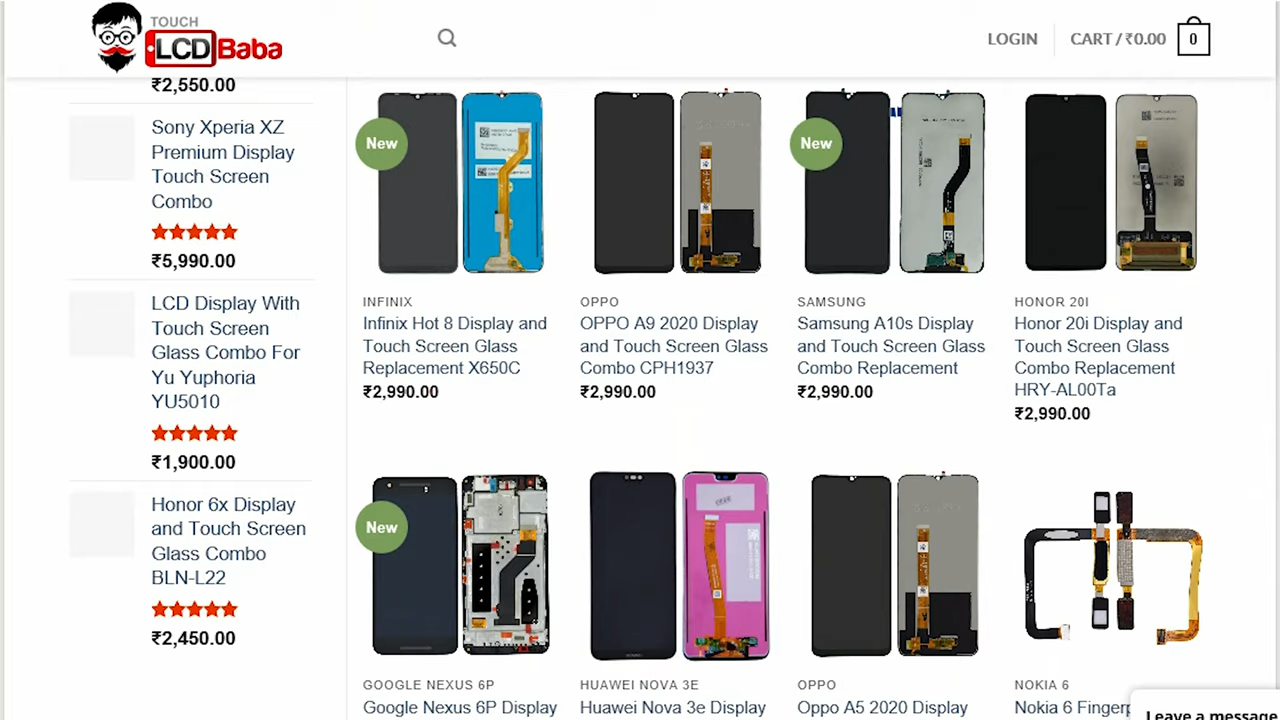 TOUCH
LCDBaba
LOGIN
CART / ₹0.00
0
₹2,550.00
Sony Xperia XZ
Premium Display
Touch Screen
Combo
₹5,990.00
LCD Display With
Touch Screen
Glass Combo For
Yu Yuphoria
YU5010
₹1,900.00
Honor 6x Display
and Touch Screen
Glass Combo
BLN-L22
₹2,450.00
New
INFINIX
Infinix Hot 8 Display and
Touch Screen Glass
Replacement X650C
₹2,990.00
OPPO
OPPO A9 2020 Display
and Touch Screen Glass
Combo CPH1937
₹2,990.00
New
SAMSUNG
Samsung A10s Display
and Touch Screen Glass
Combo Replacement
₹2,990.00
HONOR 20I
Honor 20i Display and
Touch Screen Glass
Combo Replacement
HRY-AL00Ta
₹2,990.00
New
GOOGLE NEXUS 6P
Google Nexus 6P Display
HUAWEI NOVA 3E
Huawei Nova 3e Display
OPPO
Oppo A5 2020 Display
NOKIA 6
Nokia 6
Leave a message